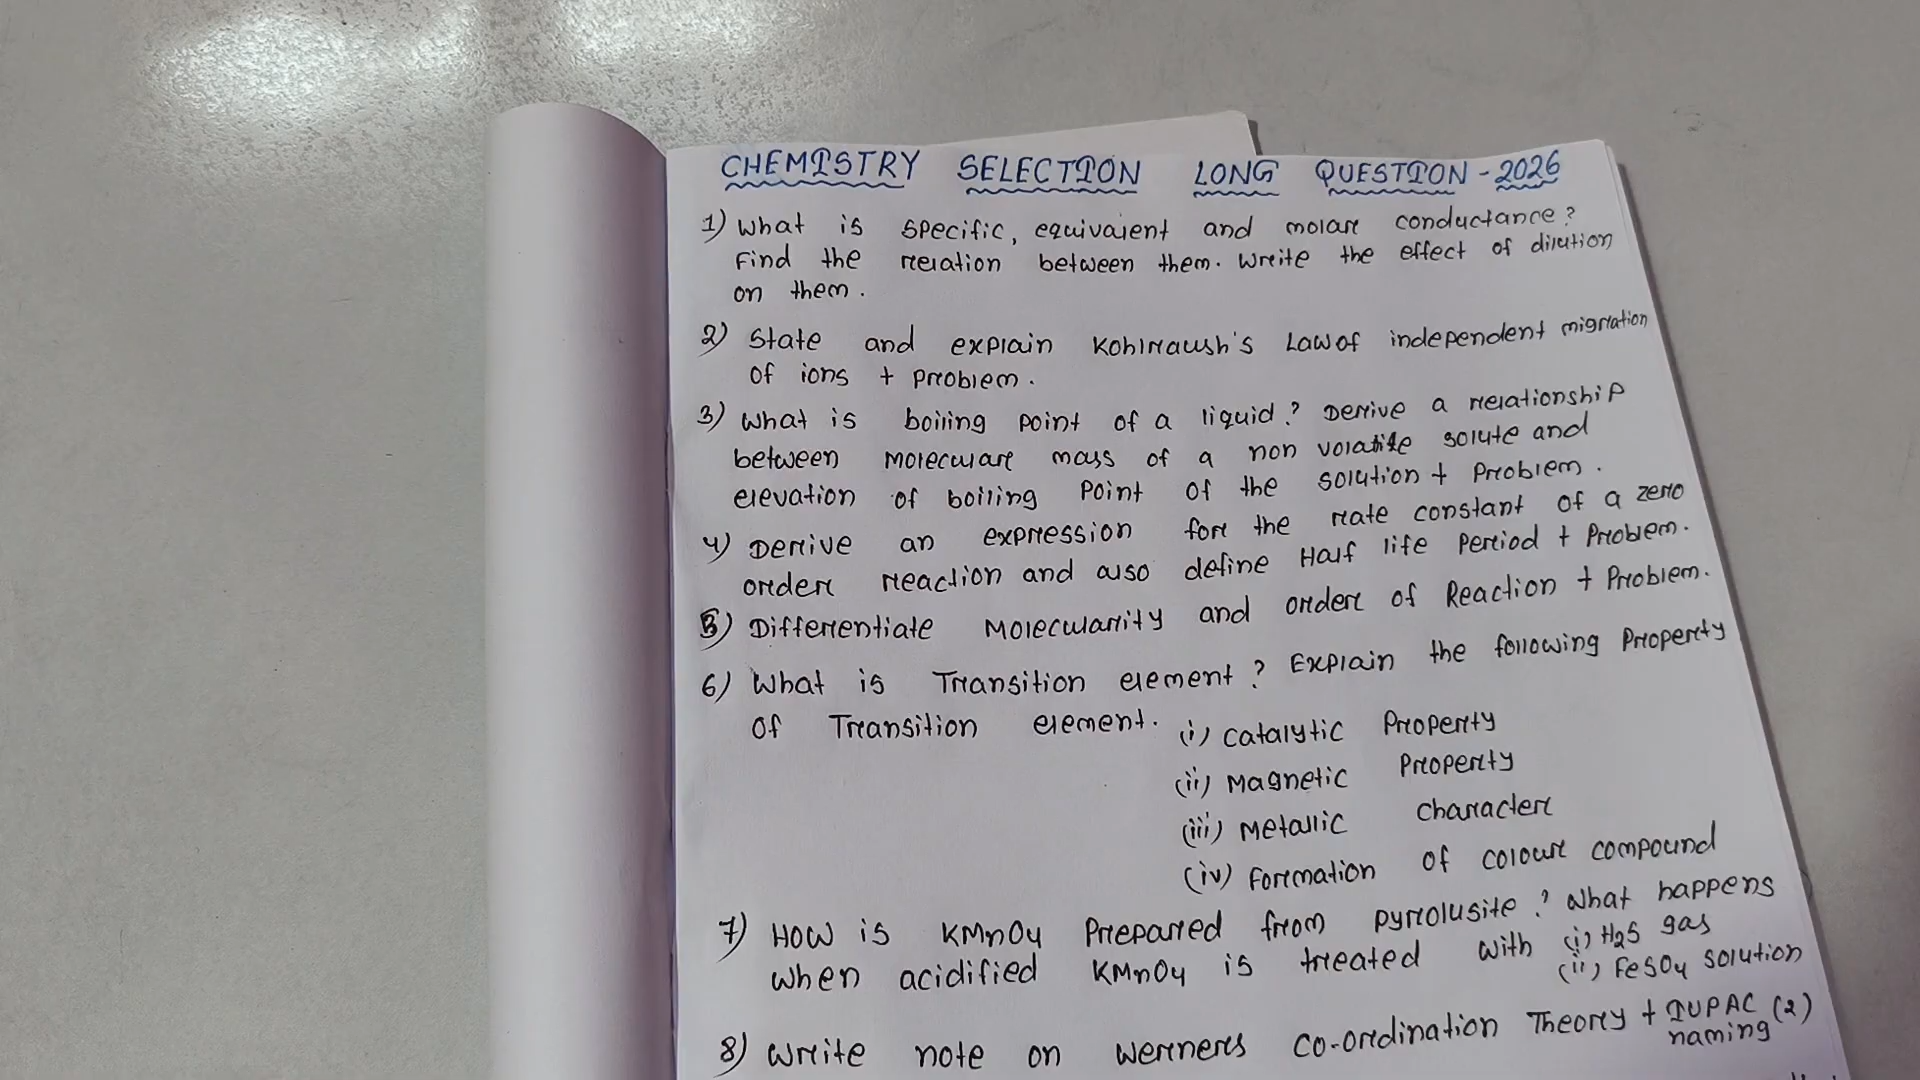 CHEMISTRY SELECTION LONG QUESTION - 2026
1) What is specific, equivalent and molar conductance?
Find the relation between them. Write the effect of dilution
on them.
2) State and explain Kohlraush's Law of independent migration
of ions + problem.
3) What is boiling point of a liquid? Derive a relationship
between molecular mass of a non volatile solute and
elevation of boiling Point of the solution + Problem.
4) Derive an expression for the rate constant of a zero
order reaction and also define Half life Period + Problem.
5) Differentiate Molecularity and order of Reaction + Problem.
6) What is Transition element? Explain the following Property
of Transition element. (i) Catalytic Property
(ii) Magnetic Property
(iii) Metallic Character
(iv) Formation of colour compound
7) How is KMnO4 Prepared from pyrolusite? What happens
when acidified KMnO4 is treated with (i) H2S gas
(ii) FeSO4 solution
8) Write note on Werners Co-ordination Theory + IUPAC (2)
naming